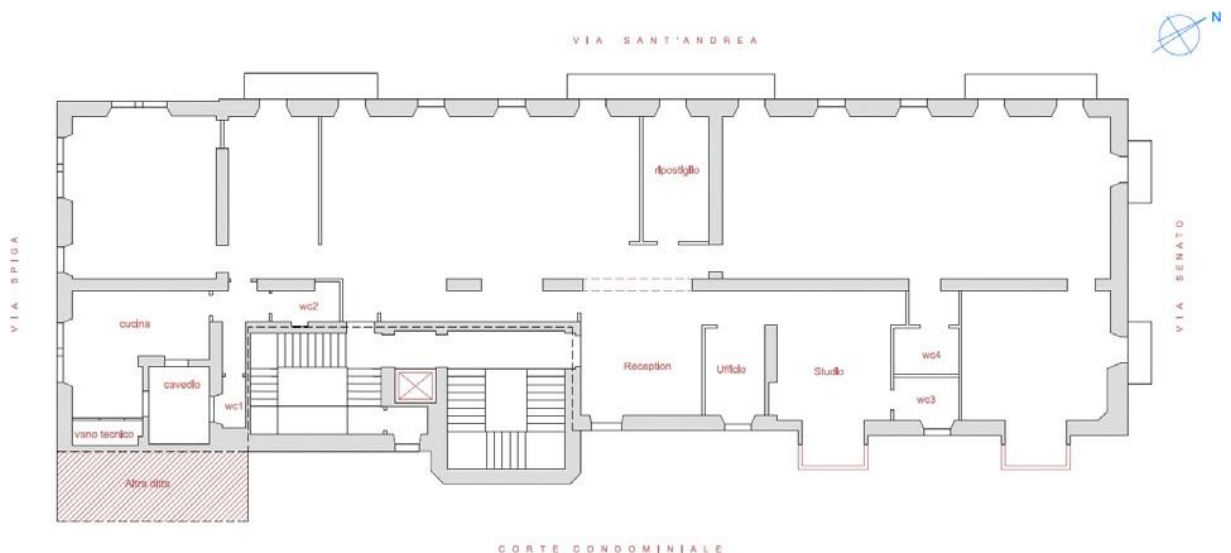 N
VIA SANT'ANDREA
ripostiglio
VIA SPIGA
VIA SENATO
wc2
cucina
wc4
Reception
Ufficio
Studio
cavedio
wc1
wc3
vano tecnico
Altra ditta
CORTE CONDOMINIALE